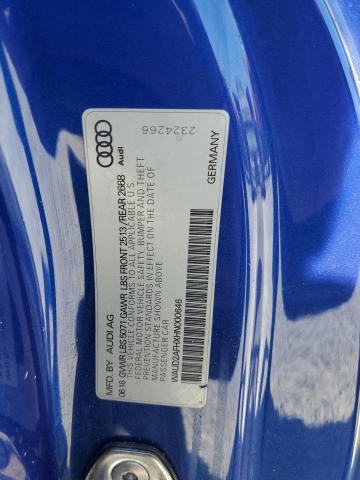 MFD. BY AUDI AG
06 16 GVWR LBS 5071 GAWR LBS FRONT 2513 / REAR 2668
THIS VEHICLE CONFORMS TO ALL APPLICABLE U.S.
FEDERAL MOTOR VEHICLE SAFETY, BUMPER AND THEFT
PREVENTION STANDARDS IN EFFECT ON THE DATE OF
MANUFACTURE SHOWN ABOVE
PASSENGER CAR
WAUD2AFHXHN000646
GERMANY
Audi
2324266